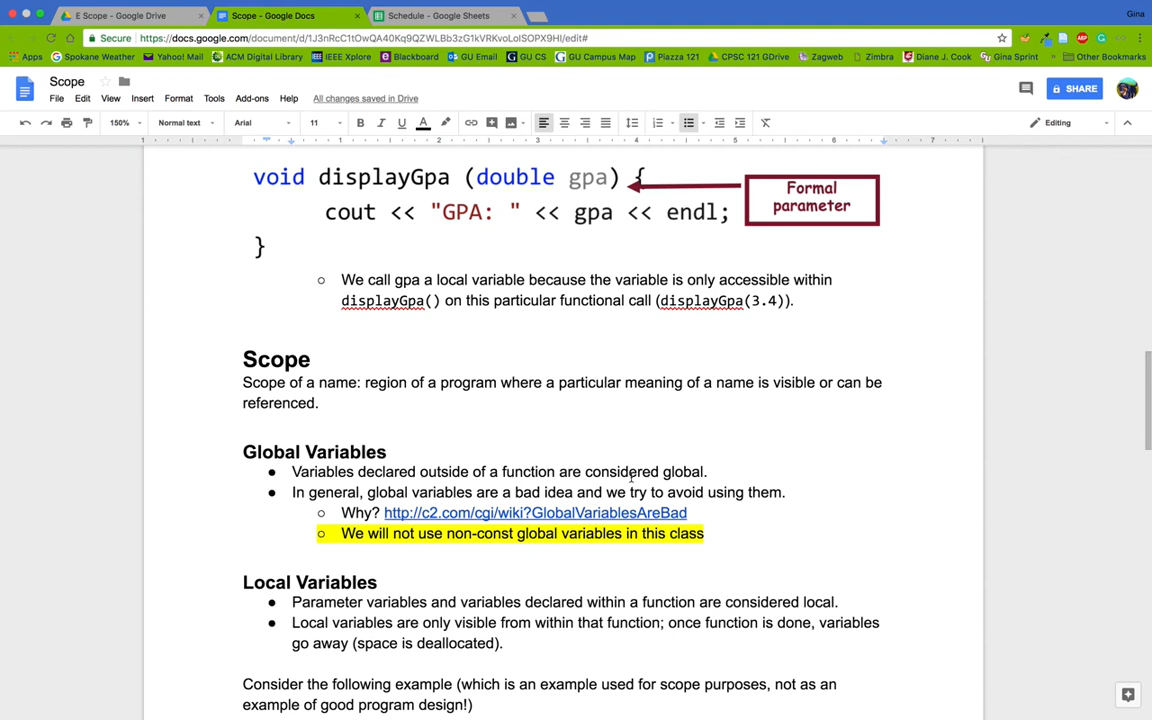 E Scope - Google Drive × Scope - Google Docs × Schedule - Google Sheets × Gina
Secure https://docs.google.com/document/d/1J3nRcC1tOwQA40Kq9QZWLBb3zG1kVRKvoLolSOPX9HI/edit#
Apps Spokane Weather Yahoo! Mail ACM Digital Library IEEE Xplore Blackboard GU Email GU CS GU Campus Map Piazza 121 CPSC 121 GDrive Zagweb Zimbra Diane J. Cook Gina Sprint » Other Bookmarks
Scope
File Edit View Insert Format Tools Add-ons Help All changes saved in Drive SHARE
150% Normal text Arial 11 B I U A Editing
1 1 2 3 4 5 6 7
void displayGpa (double gpa) {
Formal
parameter
cout << "GPA: " << gpa << endl;
}
○ We call gpa a local variable because the variable is only accessible within
displayGpa() on this particular functional call (displayGpa(3.4)).
Scope
Scope of a name: region of a program where a particular meaning of a name is visible or can be
referenced.
Global Variables
● Variables declared outside of a function are considered global.
● In general, global variables are a bad idea and we try to avoid using them.
○ Why? http://c2.com/cgi/wiki?GlobalVariablesAreBad
○ We will not use non-const global variables in this class
Local Variables
● Parameter variables and variables declared within a function are considered local.
● Local variables are only visible from within that function; once function is done, variables
go away (space is deallocated).
Consider the following example (which is an example used for scope purposes, not as an
example of good program design!)